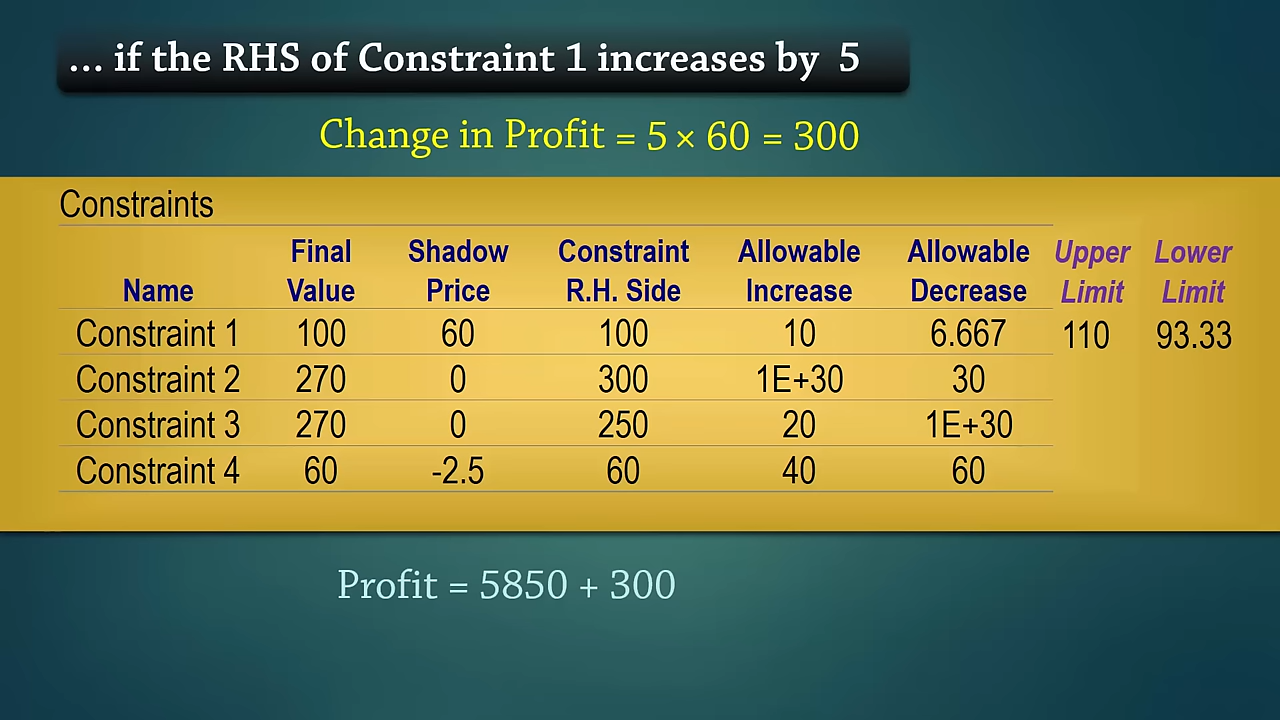 ... if the RHS of Constraint 1 increases by 5
Change in Profit = 5 × 60 = 300
Constraints
Final Shadow Constraint Allowable Allowable Upper Lower
Name Value Price R.H. Side Increase Decrease Limit Limit
Constraint 1 100 60 100 10 6.667 110 93.33
Constraint 2 270 0 300 1E+30 30
Constraint 3 270 0 250 20 1E+30
Constraint 4 60 -2.5 60 40 60
Profit = 5850 + 300